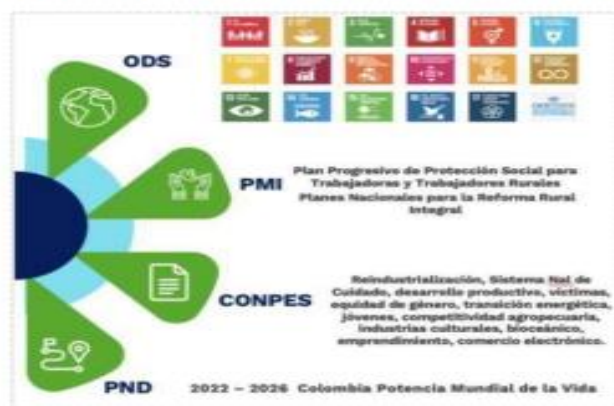 ODS
PMI
Plan Progresivo de Protección Social para
Trabajadoras y Trabajadores Rurales
Planes Nacionales para la Reforma Rural
Integral
CONPES
Reindustrialización, Sistema Nal de
Cuidado, desarrollo productivo, víctimas,
equidad de género, transición energética,
jóvenes, competitividad agropecuaria,
industrias culturales, bioceánico,
emprendimiento, comercio electrónico.
PND
2022 – 2026 Colombia Potencia Mundial de la Vida